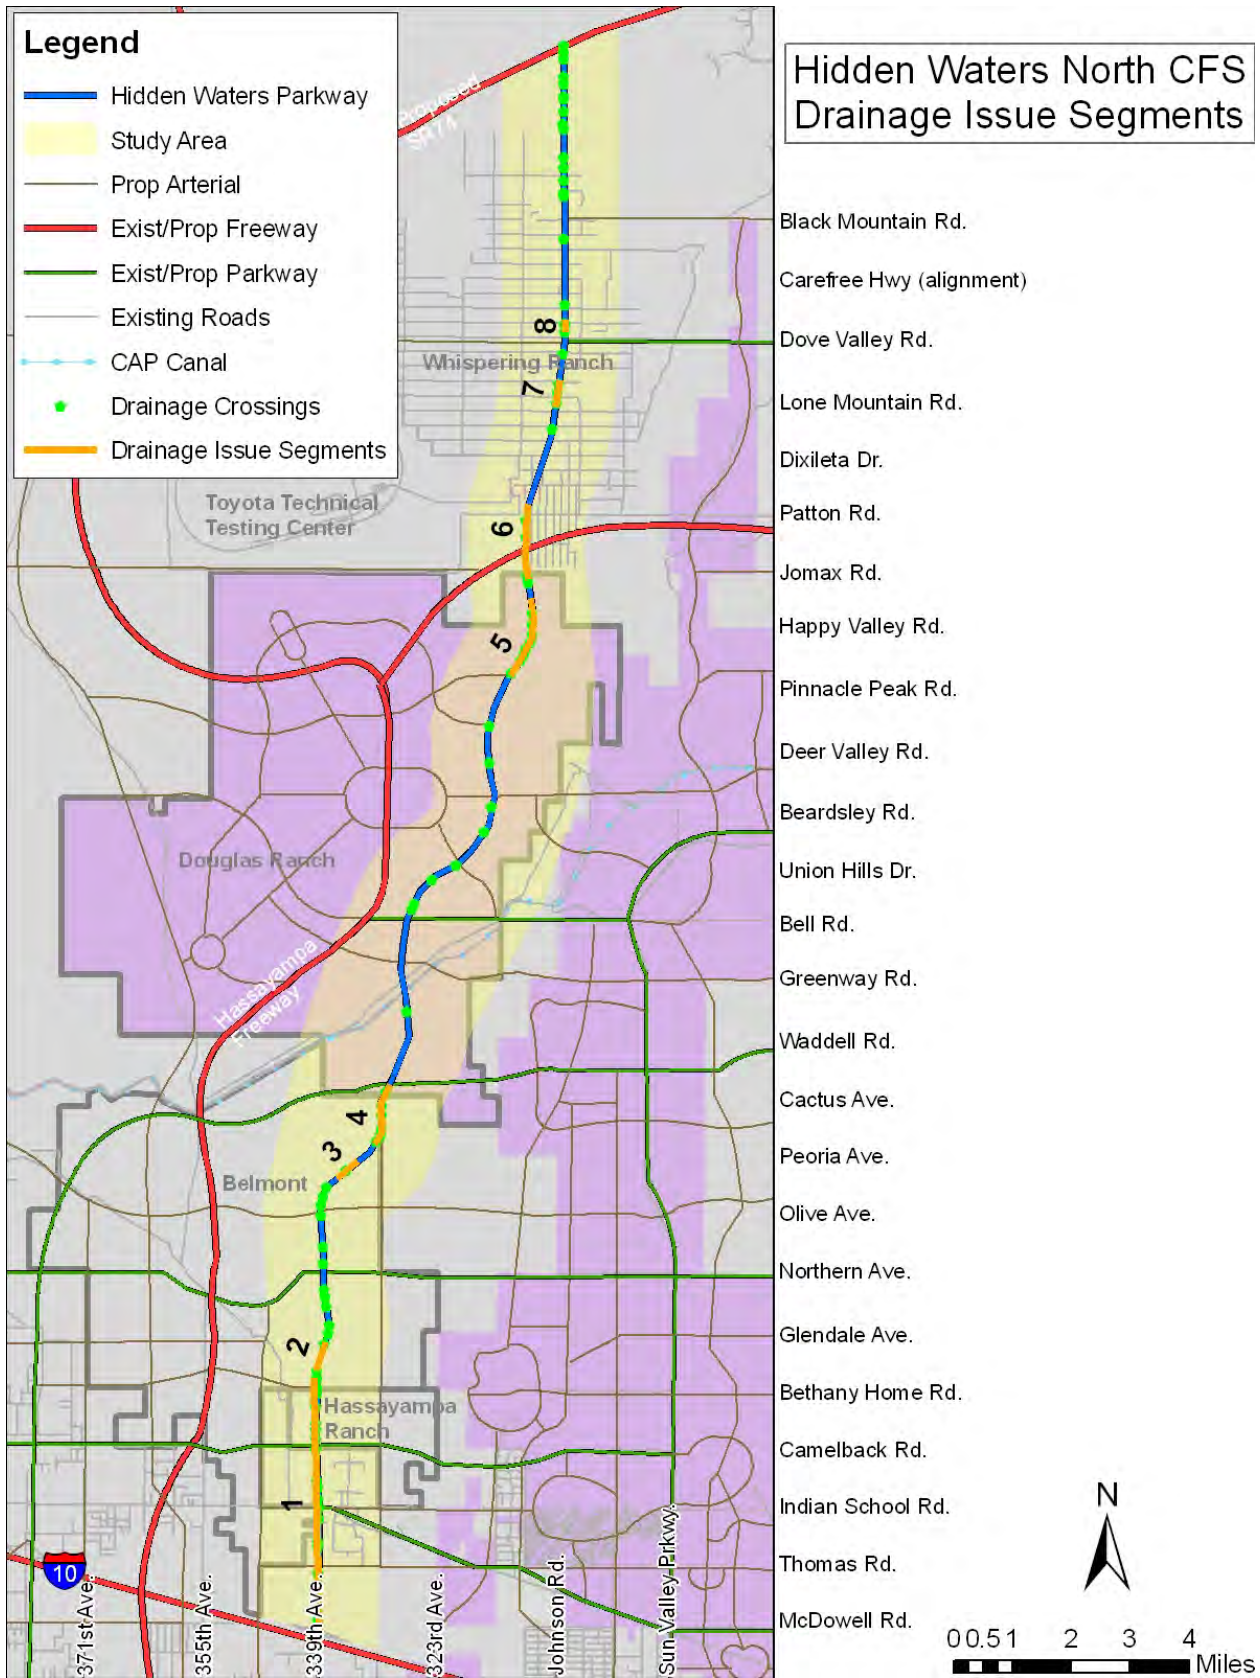 Legend
Hidden Waters Parkway
Study Area
Prop Arterial
Exist/Prop Freeway
Exist/Prop Parkway
Existing Roads
CAP Canal
Drainage Crossings
Drainage Issue Segments
Hidden Waters North CFS
Drainage Issue Segments
Proposed
SR74
Black Mountain Rd.
Carefree Hwy (alignment)
8
Dove Valley Rd.
Whispering Ranch
7
Lone Mountain Rd.
Dixileta Dr.
Toyota Technical
Testing Center
Patton Rd.
6
Jomax Rd.
Happy Valley Rd.
5
Pinnacle Peak Rd.
Deer Valley Rd.
Beardsley Rd.
Douglas Ranch
Union Hills Dr.
Bell Rd.
Hassayampa
Freeway
Greenway Rd.
Waddell Rd.
Cactus Ave.
4
3
Peoria Ave.
Belmont
Olive Ave.
Northern Ave.
Glendale Ave.
2
Bethany Home Rd.
Hassayampa
Ranch
Camelback Rd.
1
Indian School Rd.
Thomas Rd.
10
McDowell Rd.
371st Ave.
355th Ave.
339th Ave.
323rd Ave.
Johnson Rd.
Sun Valley Prkwy.
N
0 0.5 1 2 3 4
Miles